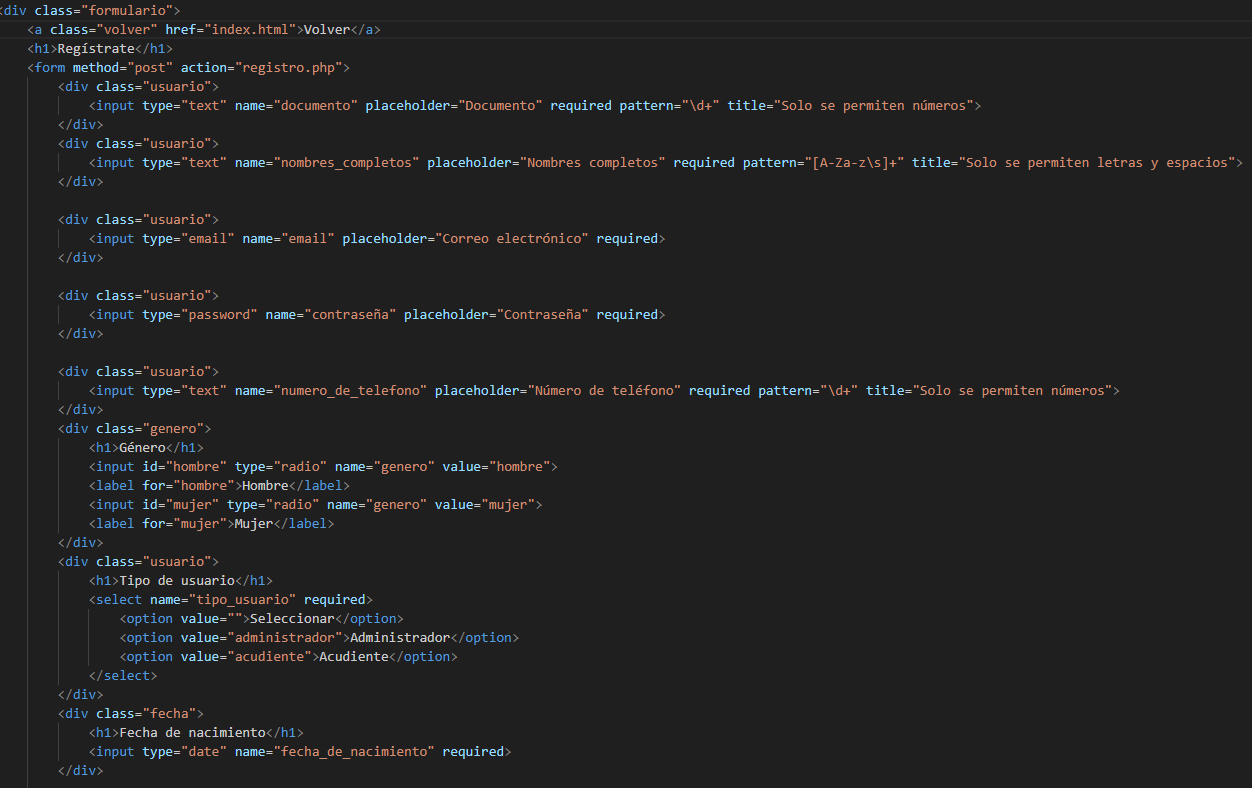 <div class="formulario">
<a class="volver" href="index.html">Volver</a>
<h1>Regístrate</h1>
<form method="post" action="registro.php">
<div class="usuario">
<input type="text" name="documento" placeholder="Documento" required pattern="\d+" title="Solo se permiten números">
</div>
<div class="usuario">
<input type="text" name="nombres_completos" placeholder="Nombres completos" required pattern="[A-Za-z\s]+" title="Solo se permiten letras y espacios">
</div>
<div class="usuario">
<input type="email" name="email" placeholder="Correo electrónico" required>
</div>
<div class="usuario">
<input type="password" name="contraseña" placeholder="Contraseña" required>
</div>
<div class="usuario">
<input type="text" name="numero_de_telefono" placeholder="Número de teléfono" required pattern="\d+" title="Solo se permiten números">
</div>
<div class="genero">
<h1>Género</h1>
<input id="hombre" type="radio" name="genero" value="hombre">
<label for="hombre">Hombre</label>
<input id="mujer" type="radio" name="genero" value="mujer">
<label for="mujer">Mujer</label>
</div>
<div class="usuario">
<h1>Tipo de usuario</h1>
<select name="tipo_usuario" required>
<option value="">Seleccionar</option>
<option value="administrador">Administrador</option>
<option value="acudiente">Acudiente</option>
</select>
</div>
<div class="fecha">
<h1>Fecha de nacimiento</h1>
<input type="date" name="fecha_de_nacimiento" required>
</div>